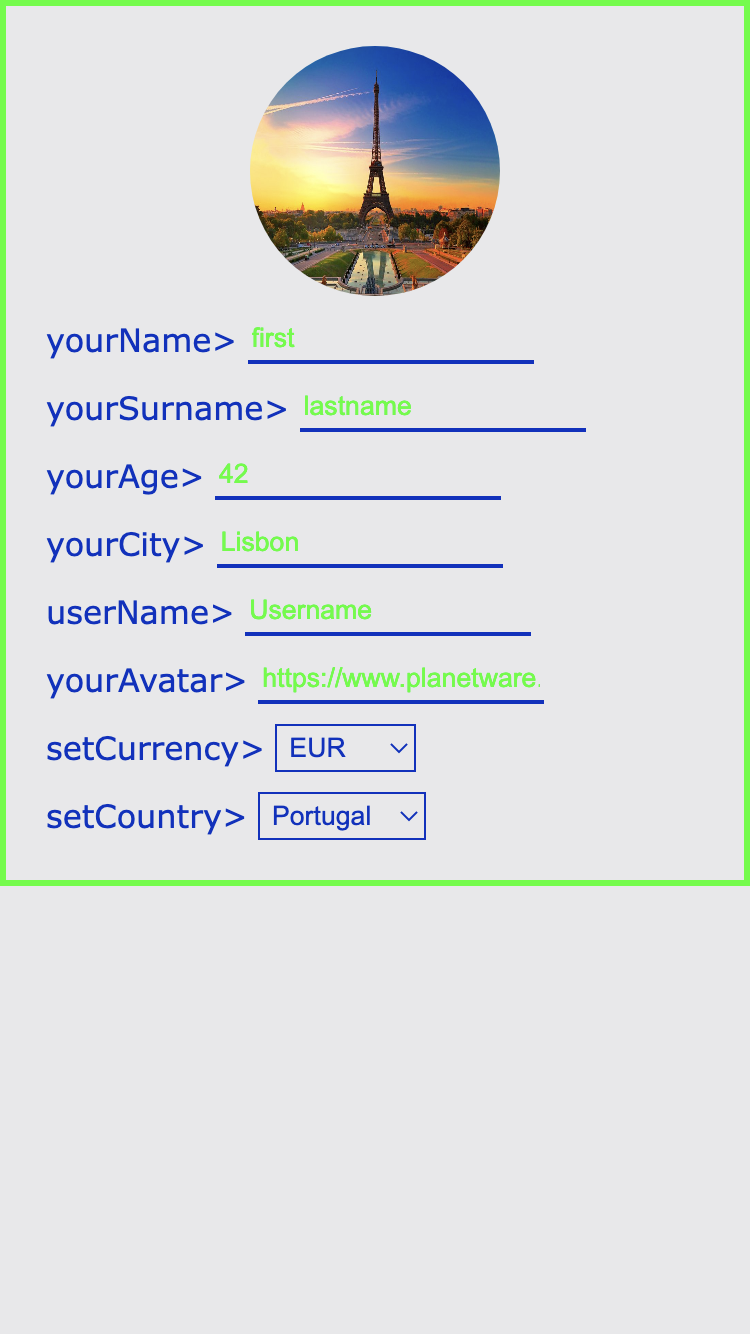 yourName> first
yourSurname> lastname
yourAge> 42
yourCity> Lisbon
userName> Username
yourAvatar> https://www.planetware.
setCurrency> EUR
setCountry> Portugal